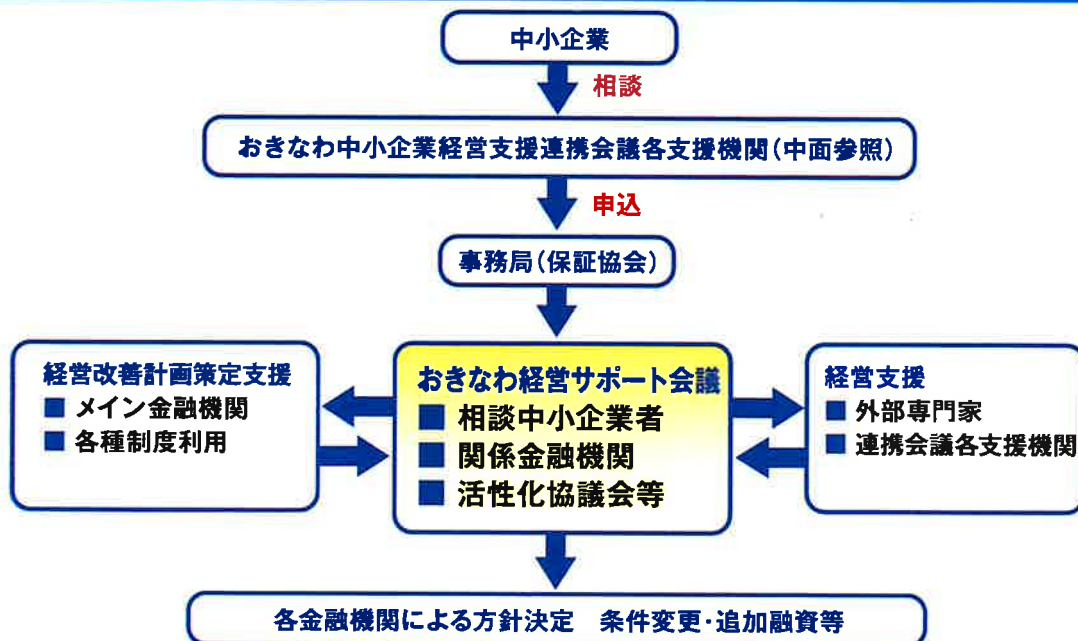 中小企業
相談
おきなわ中小企業経営支援連携会議各支援機関(中面参照)
申込
事務局(保証協会)
経営改善計画策定支援
■ メイン金融機関
■ 各種制度利用
おきなわ経営サポート会議
■ 相談中小企業者
■ 関係金融機関
■ 活性化協議会等
経営支援
■ 外部専門家
■ 連携会議各支援機関
各金融機関による方針決定 条件変更・追加融資等